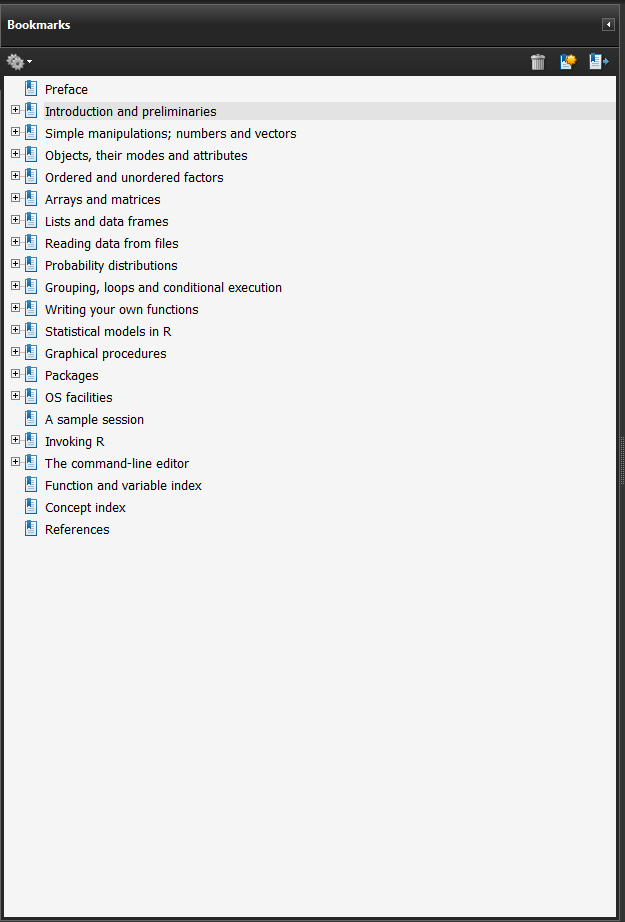 Bookmarks
Preface
Introduction and preliminaries
Simple manipulations; numbers and vectors
Objects, their modes and attributes
Ordered and unordered factors
Arrays and matrices
Lists and data frames
Reading data from files
Probability distributions
Grouping, loops and conditional execution
Writing your own functions
Statistical models in R
Graphical procedures
Packages
OS facilities
A sample session
Invoking R
The command-line editor
Function and variable index
Concept index
References